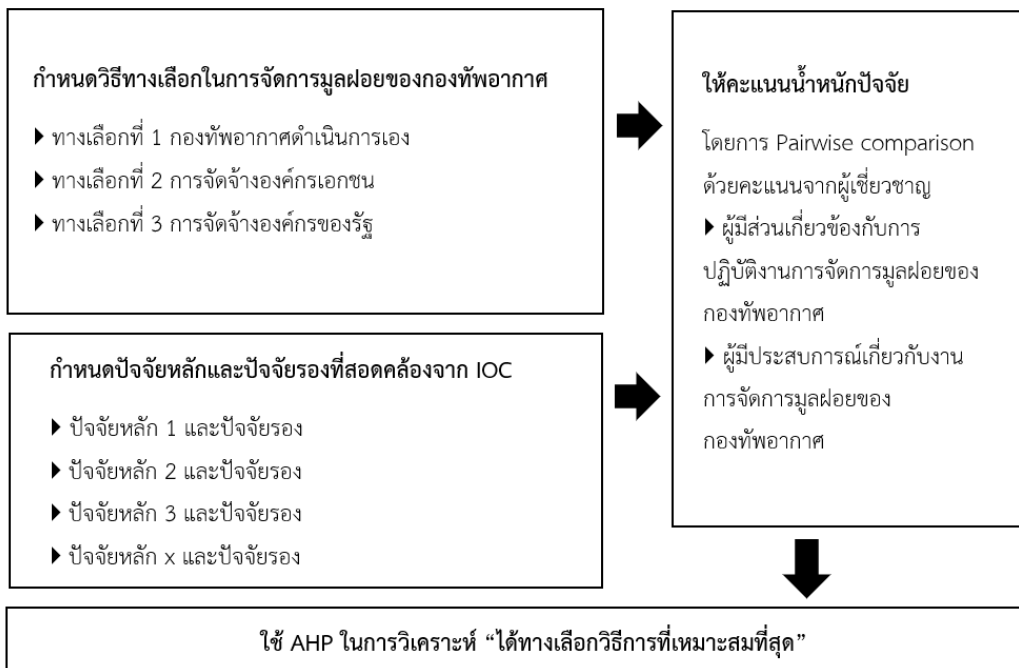 กำหนดวิธีทางเลือกในการจัดการมูลฝอยของกองทัพอากาศ
▶ ทางเลือกที่ 1 กองทัพอากาศดำเนินการเอง
▶ ทางเลือกที่ 2 การจัดจ้างองค์กรเอกชน
▶ ทางเลือกที่ 3 การจัดจ้างองค์กรของรัฐ
กำหนดปัจจัยหลักและปัจจัยรองที่สอดคล้องจาก IOC
▶ ปัจจัยหลัก 1 และปัจจัยรอง
▶ ปัจจัยหลัก 2 และปัจจัยรอง
▶ ปัจจัยหลัก 3 และปัจจัยรอง
▶ ปัจจัยหลัก x และปัจจัยรอง
ให้คะแนนน้ำหนักปัจจัย
โดยการ Pairwise comparison
ด้วยคะแนนจากผู้เชี่ยวชาญ
▶ ผู้มีส่วนเกี่ยวข้องกับการ
ปฏิบัติงานการจัดการมูลฝอยของ
กองทัพอากาศ
▶ ผู้มีประสบการณ์เกี่ยวกับงาน
การจัดการมูลฝอยของ
กองทัพอากาศ
ใช้ AHP ในการวิเคราะห์ “ได้ทางเลือกวิธีการที่เหมาะสมที่สุด”